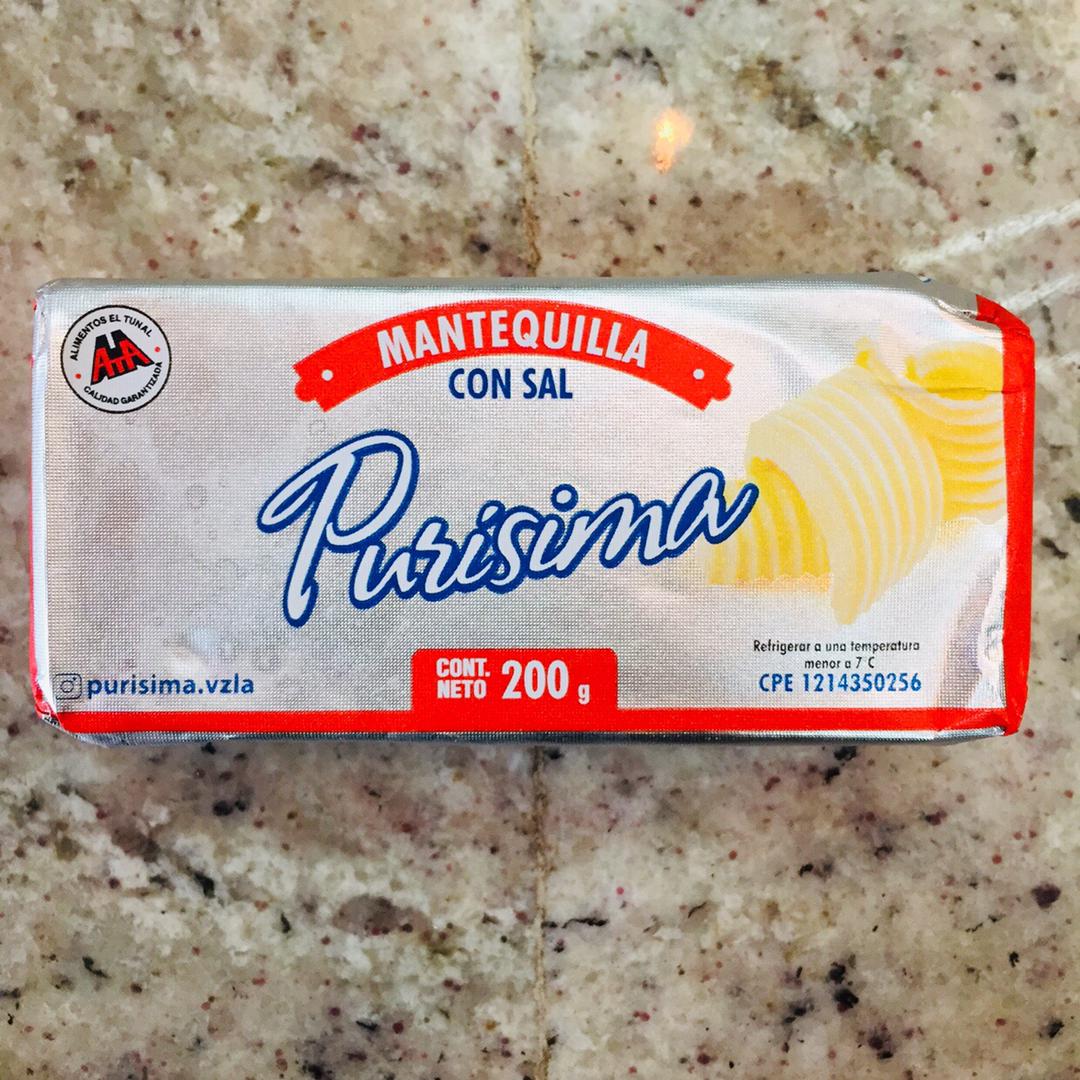 ALIMENTOS EL TUNAL
CALIDAD GARANTIZADA
MANTEQUILLA
CON SAL
Purisima
purisima.vzla
CONT.
NETO 200 g
Refrigerar a una temperatura
menor a 7°C
CPE 1214350256